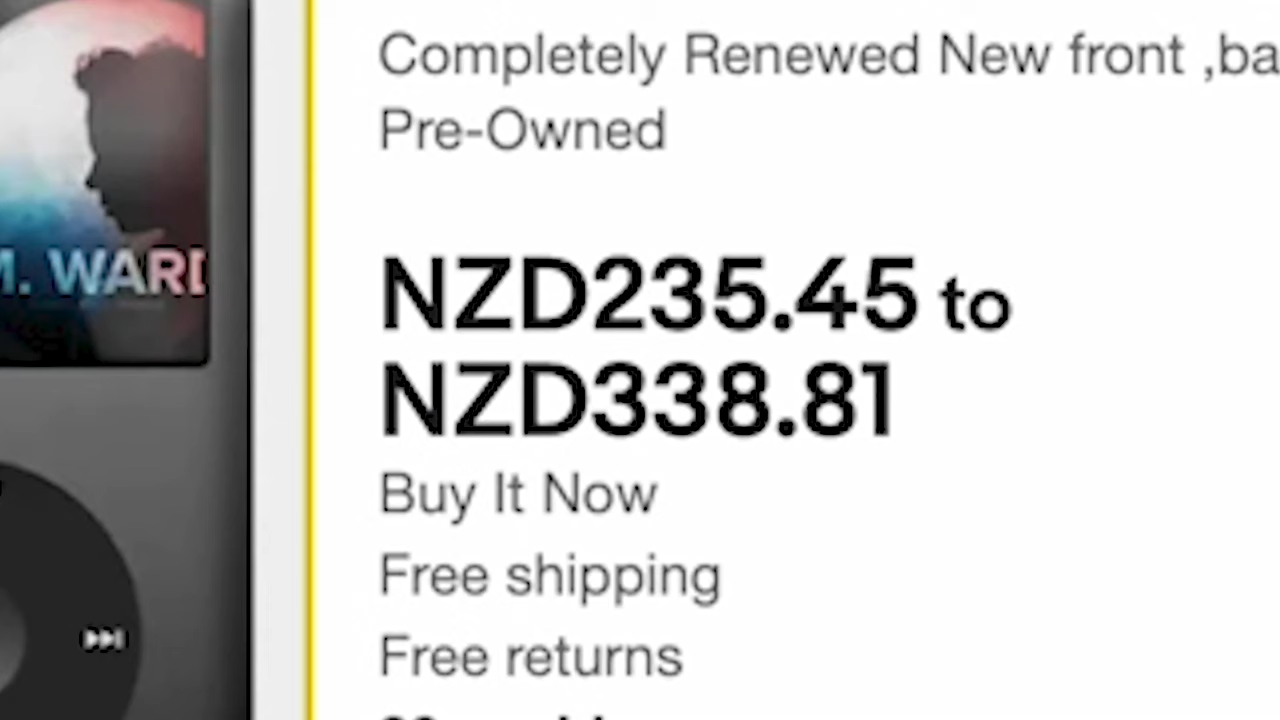 Completely Renewed New front ,ba
Pre-Owned
M. WARD
NZD235.45 to
NZD338.81
Buy It Now
Free shipping
Free returns